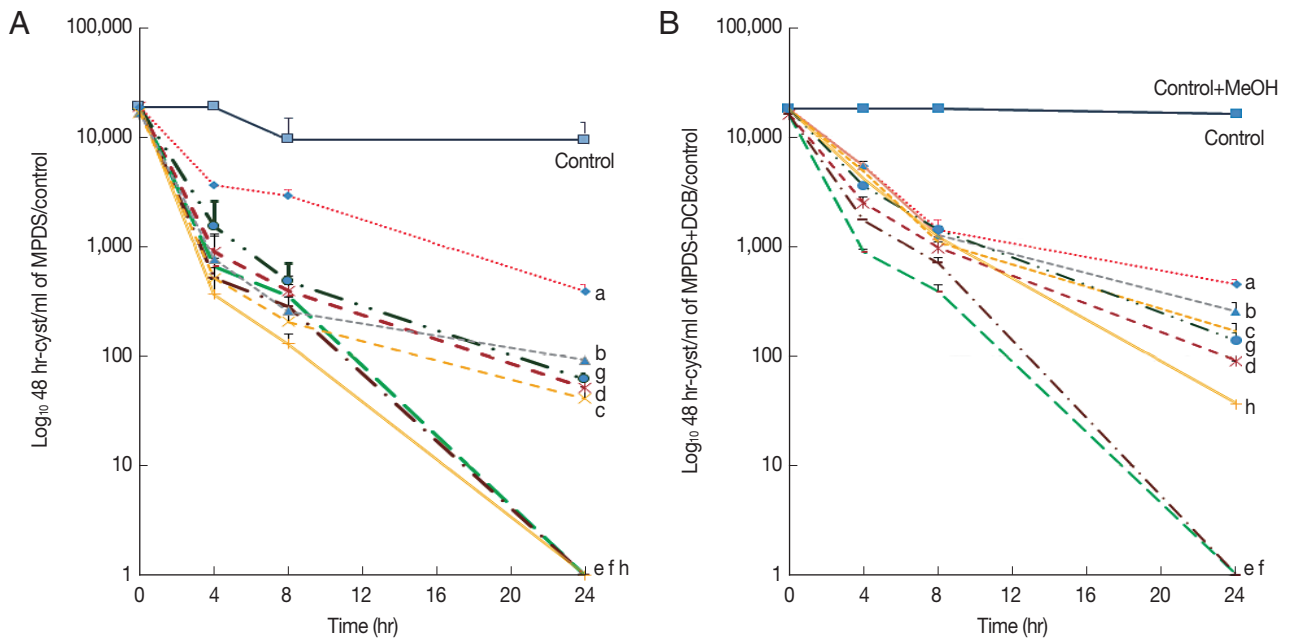 A
Log₁₀ 48 hr-cyst/ml of MPDS/control
100,000
10,000
1,000
100
10
1
Control
a
b
g
d
c
e f h
0 4 8 12 16 20 24
Time (hr)
B
Log₁₀ 48 hr-cyst/ml of MPDS+DCB/control
100,000
10,000
1,000
100
10
1
Control+MeOH
Control
a
b
c
g
d
h
e f
0 4 8 12 16 20 24
Time (hr)